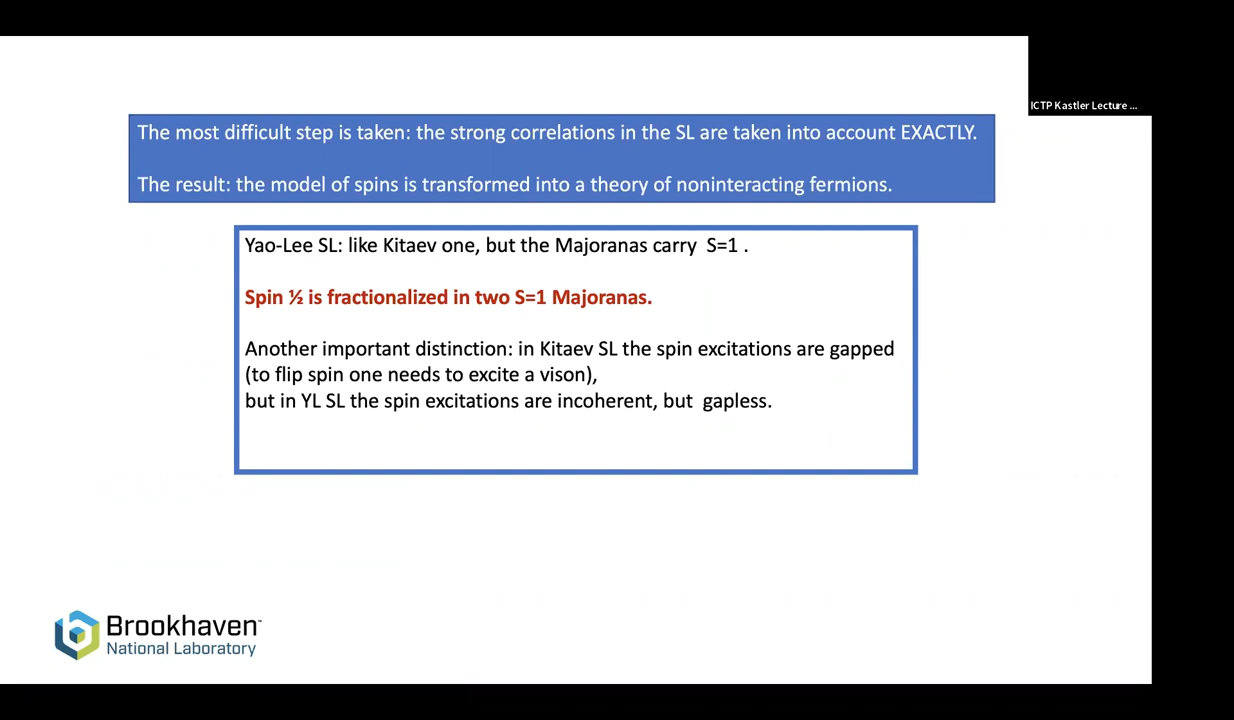 ICTP Kastler Lecture ...
The most difficult step is taken: the strong correlations in the SL are taken into account EXACTLY.
The result: the model of spins is transformed into a theory of noninteracting fermions.
Yao-Lee SL: like Kitaev one, but the Majoranas carry S=1 .
Spin ½ is fractionalized in two S=1 Majoranas.
Another important distinction: in Kitaev SL the spin excitations are gapped
(to flip spin one needs to excite a vison),
but in YL SL the spin excitations are incoherent, but gapless.
Brookhaven™
National Laboratory